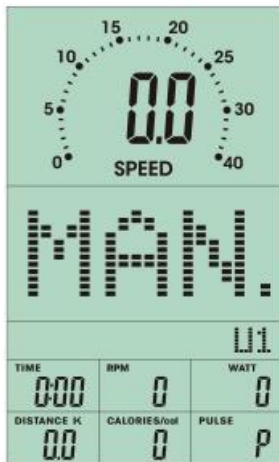 15 20
10 25
5 30
0 40
0.0
SPEED
MAN.
U1
TIME RPM WATT
0:00 0 0
DISTANCE K CALORIES/cal PULSE
0.0 0 P